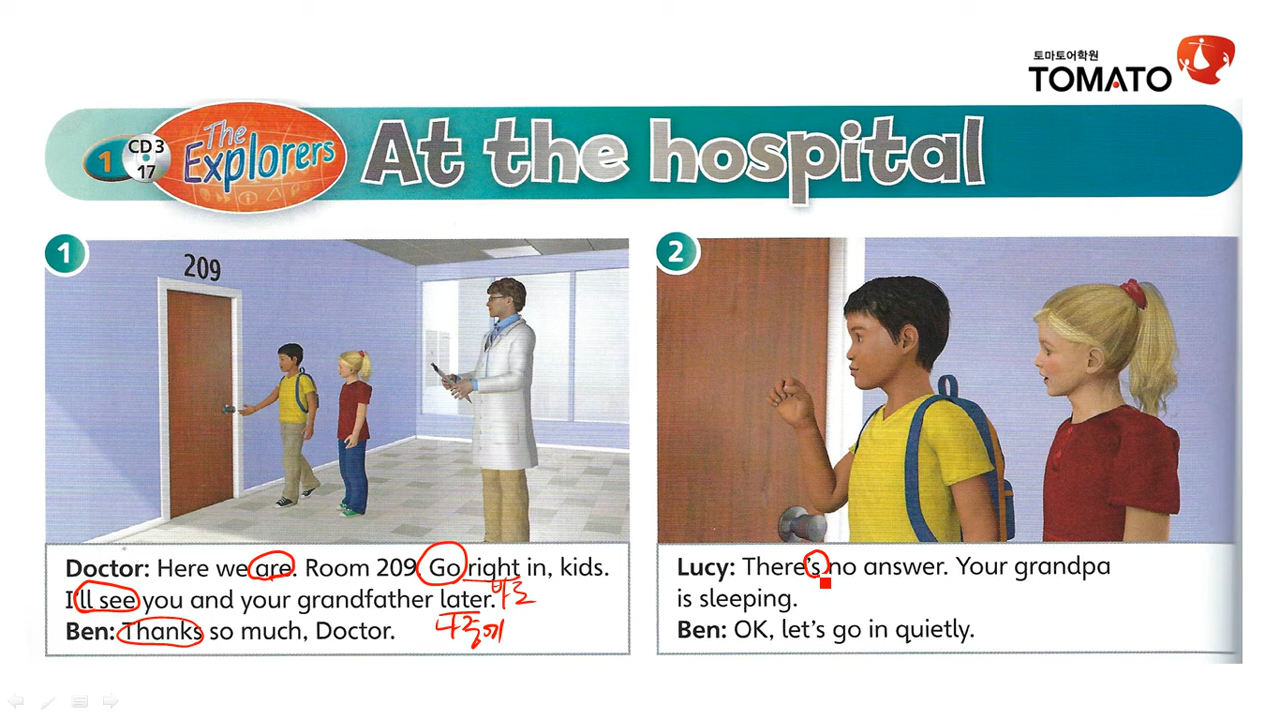 토마토어학원
TOMATO
1
CD 3
17
The
Explorers
At the hospital
1
209
Doctor: Here we are. Room 209. Go right in, kids.
바로
I'll see you and your grandfather later.
나중에
Ben: Thanks so much, Doctor.
2
Lucy: There's no answer. Your grandpa
is sleeping.
Ben: OK, let's go in quietly.